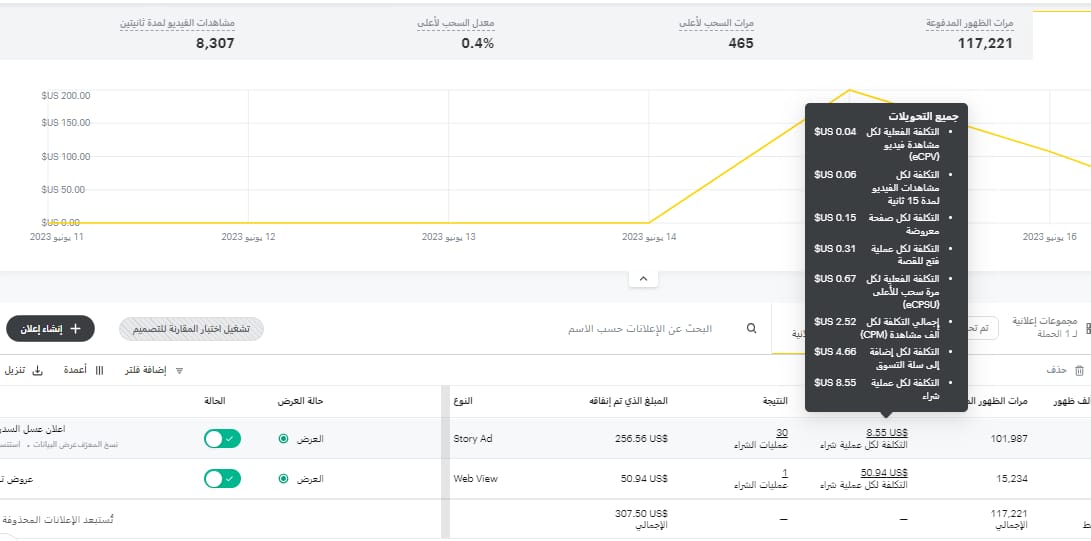 مرات الظهور المدفوعة
117,221
مرات السحب لأعلى
465
معدل السحب لأعلى
0.4%
مشاهدات الفيديو لمدة ثانيتين
8,307
$US 200.00
$US 150.00
$US 100.00
$US 50.00
$US 0.00
11 يونيو 2023
12 يونيو 2023
13 يونيو 2023
14 يونيو 2023
16 يونيو 2023
جميع التحويلات
التكلفة الفعلية لكل $US 0.04
مشاهدة فيديو
(eCPV)
التكلفة لكل $US 0.06
مشاهدات الفيديو
لمدة 15 ثانية
التكلفة لكل صفحة $US 0.15
معروضة
التكلفة لكل عملية $US 0.31
فتح للقصة
التكلفة الفعلية لكل $US 0.67
مرة سحب للأعلى
(eCPSU)
إجمالي التكلفة لكل $US 2.52
ألف مشاهدة (CPM)
التكلفة لكل إضافة $US 4.66
إلى سلة التسوق
التكلفة لكل عملية $US 8.55
شراء
مجموعات إعلانية
لـ 1 الحملة
تم تح
البحث عن الإعلانات حسب الاسم
تشغيل اختبار المقارنة للتصميم
إنشاء إعلان +
حذف
إضافة فلتر
أعمدة
تنزيل
ألف ظهور
مرات الظهور الم
النتيجة
المبلغ الذي تم إنفاقه
النوع
حالة العرض
الحالة
101,987
8.55 US$
التكلفة لكل عملية شراء
30
عمليات الشراء
256.56 US$
Story Ad
العرض
اعلان عسل السدر
نسخ المعرّف عرض البيانات
15,234
50.94 US$
التكلفة لكل عملية شراء
1
عمليات الشراء
50.94 US$
Web View
العرض
عروض
117,221
الإجمالي
—
—
307.50 US$
الإجمالي
تُستبعد الإعلانات المحذوفة